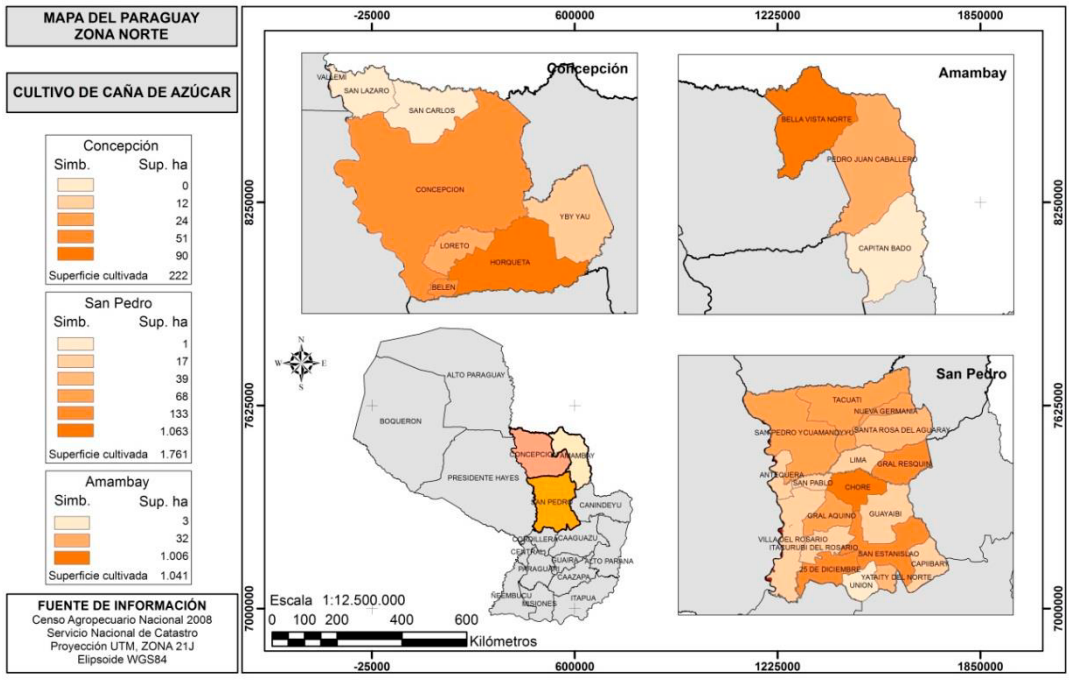 MAPA DEL PARAGUAY
ZONA NORTE
CULTIVO DE CAÑA DE AZÚCAR
Concepción
Simb. Sup. ha
0
12
24
51
90
Superficie cultivada 222
San Pedro
Simb. Sup. ha
1
17
39
68
133
1.063
Superficie cultivada 1.761
Amambay
Simb. Sup. ha
3
32
1.006
Superficie cultivada 1.041
FUENTE DE INFORMACIÓN
Censo Agropecuario Nacional 2008
Servicio Nacional de Catastro
Proyección UTM, ZONA 21J
Elipsoide WGS84
-25000 600000 1225000 1850000
8250000
7625000
7000000
Concepción
VALLEMI
SAN LAZARO
SAN CARLOS
CONCEPCION
YBY YAU
LORETO
HORQUETA
BELEN
Amambay
BELLA VISTA NORTE
PEDRO JUAN CABALLERO
CAPITAN BADO
8250000
7625000
7000000
N
W E
S
ALTO PARAGUAY
BOQUERON
PRESIDENTE HAYES
CONCEPCION
AMAMBAY
SAN PEDRO
CANINDEYU
CORDILLERA
CAAGUAZU
CENTRAL
GUAIRA
ALTO PARANA
PARAGUARI
CAAZAPA
ÑEEMBUCU
MISIONES
ITAPUA
Escala 1:12.500.000
0 100 200 400 600
Kilómetros
San Pedro
TACUATI
NUEVA GERMANIA
SAN PEDRO YCUAMANDYYU
SANTA ROSA DEL AGUARAY
LIMA
GRAL RESQUIN
ANTEQUERA
SAN PABLO
CHORE
GRAL AQUINO
GUAYAIBI
VILLA DEL ROSARIO
ITACURUBI DEL ROSARIO
SAN ESTANISLAO
25 DE DICIEMBRE
CAPIIBARY
YATAITY DEL NORTE
UNION
-25000 600000 1225000 1850000